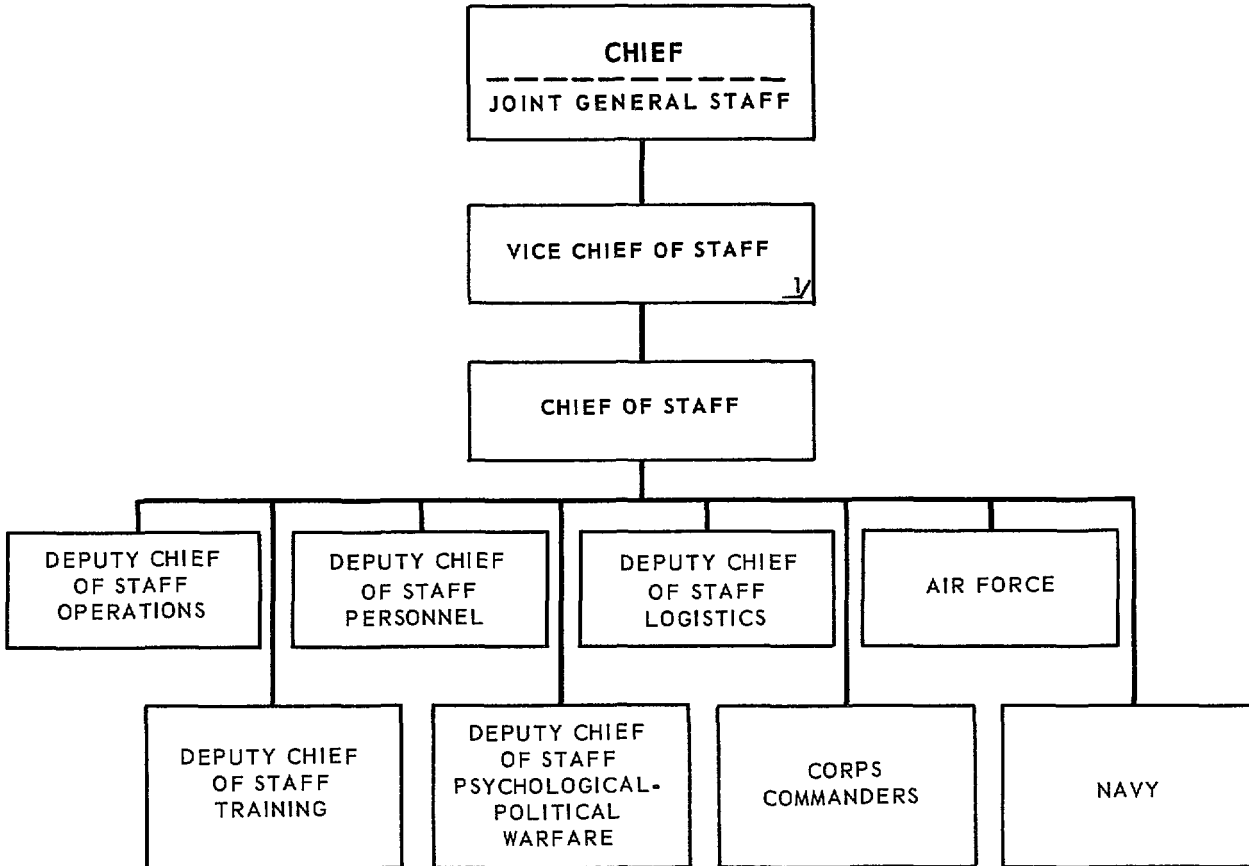 CHIEF
JOINT GENERAL STAFF
VICE CHIEF OF STAFF
1/
CHIEF OF STAFF
DEPUTY CHIEF
OF STAFF
OPERATIONS
DEPUTY CHIEF
OF STAFF
PERSONNEL
DEPUTY CHIEF
OF STAFF
LOGISTICS
AIR FORCE
DEPUTY CHIEF
OF STAFF
TRAINING
DEPUTY CHIEF
OF STAFF
PSYCHOLOGICAL-
POLITICAL
WARFARE
CORPS
COMMANDERS
NAVY